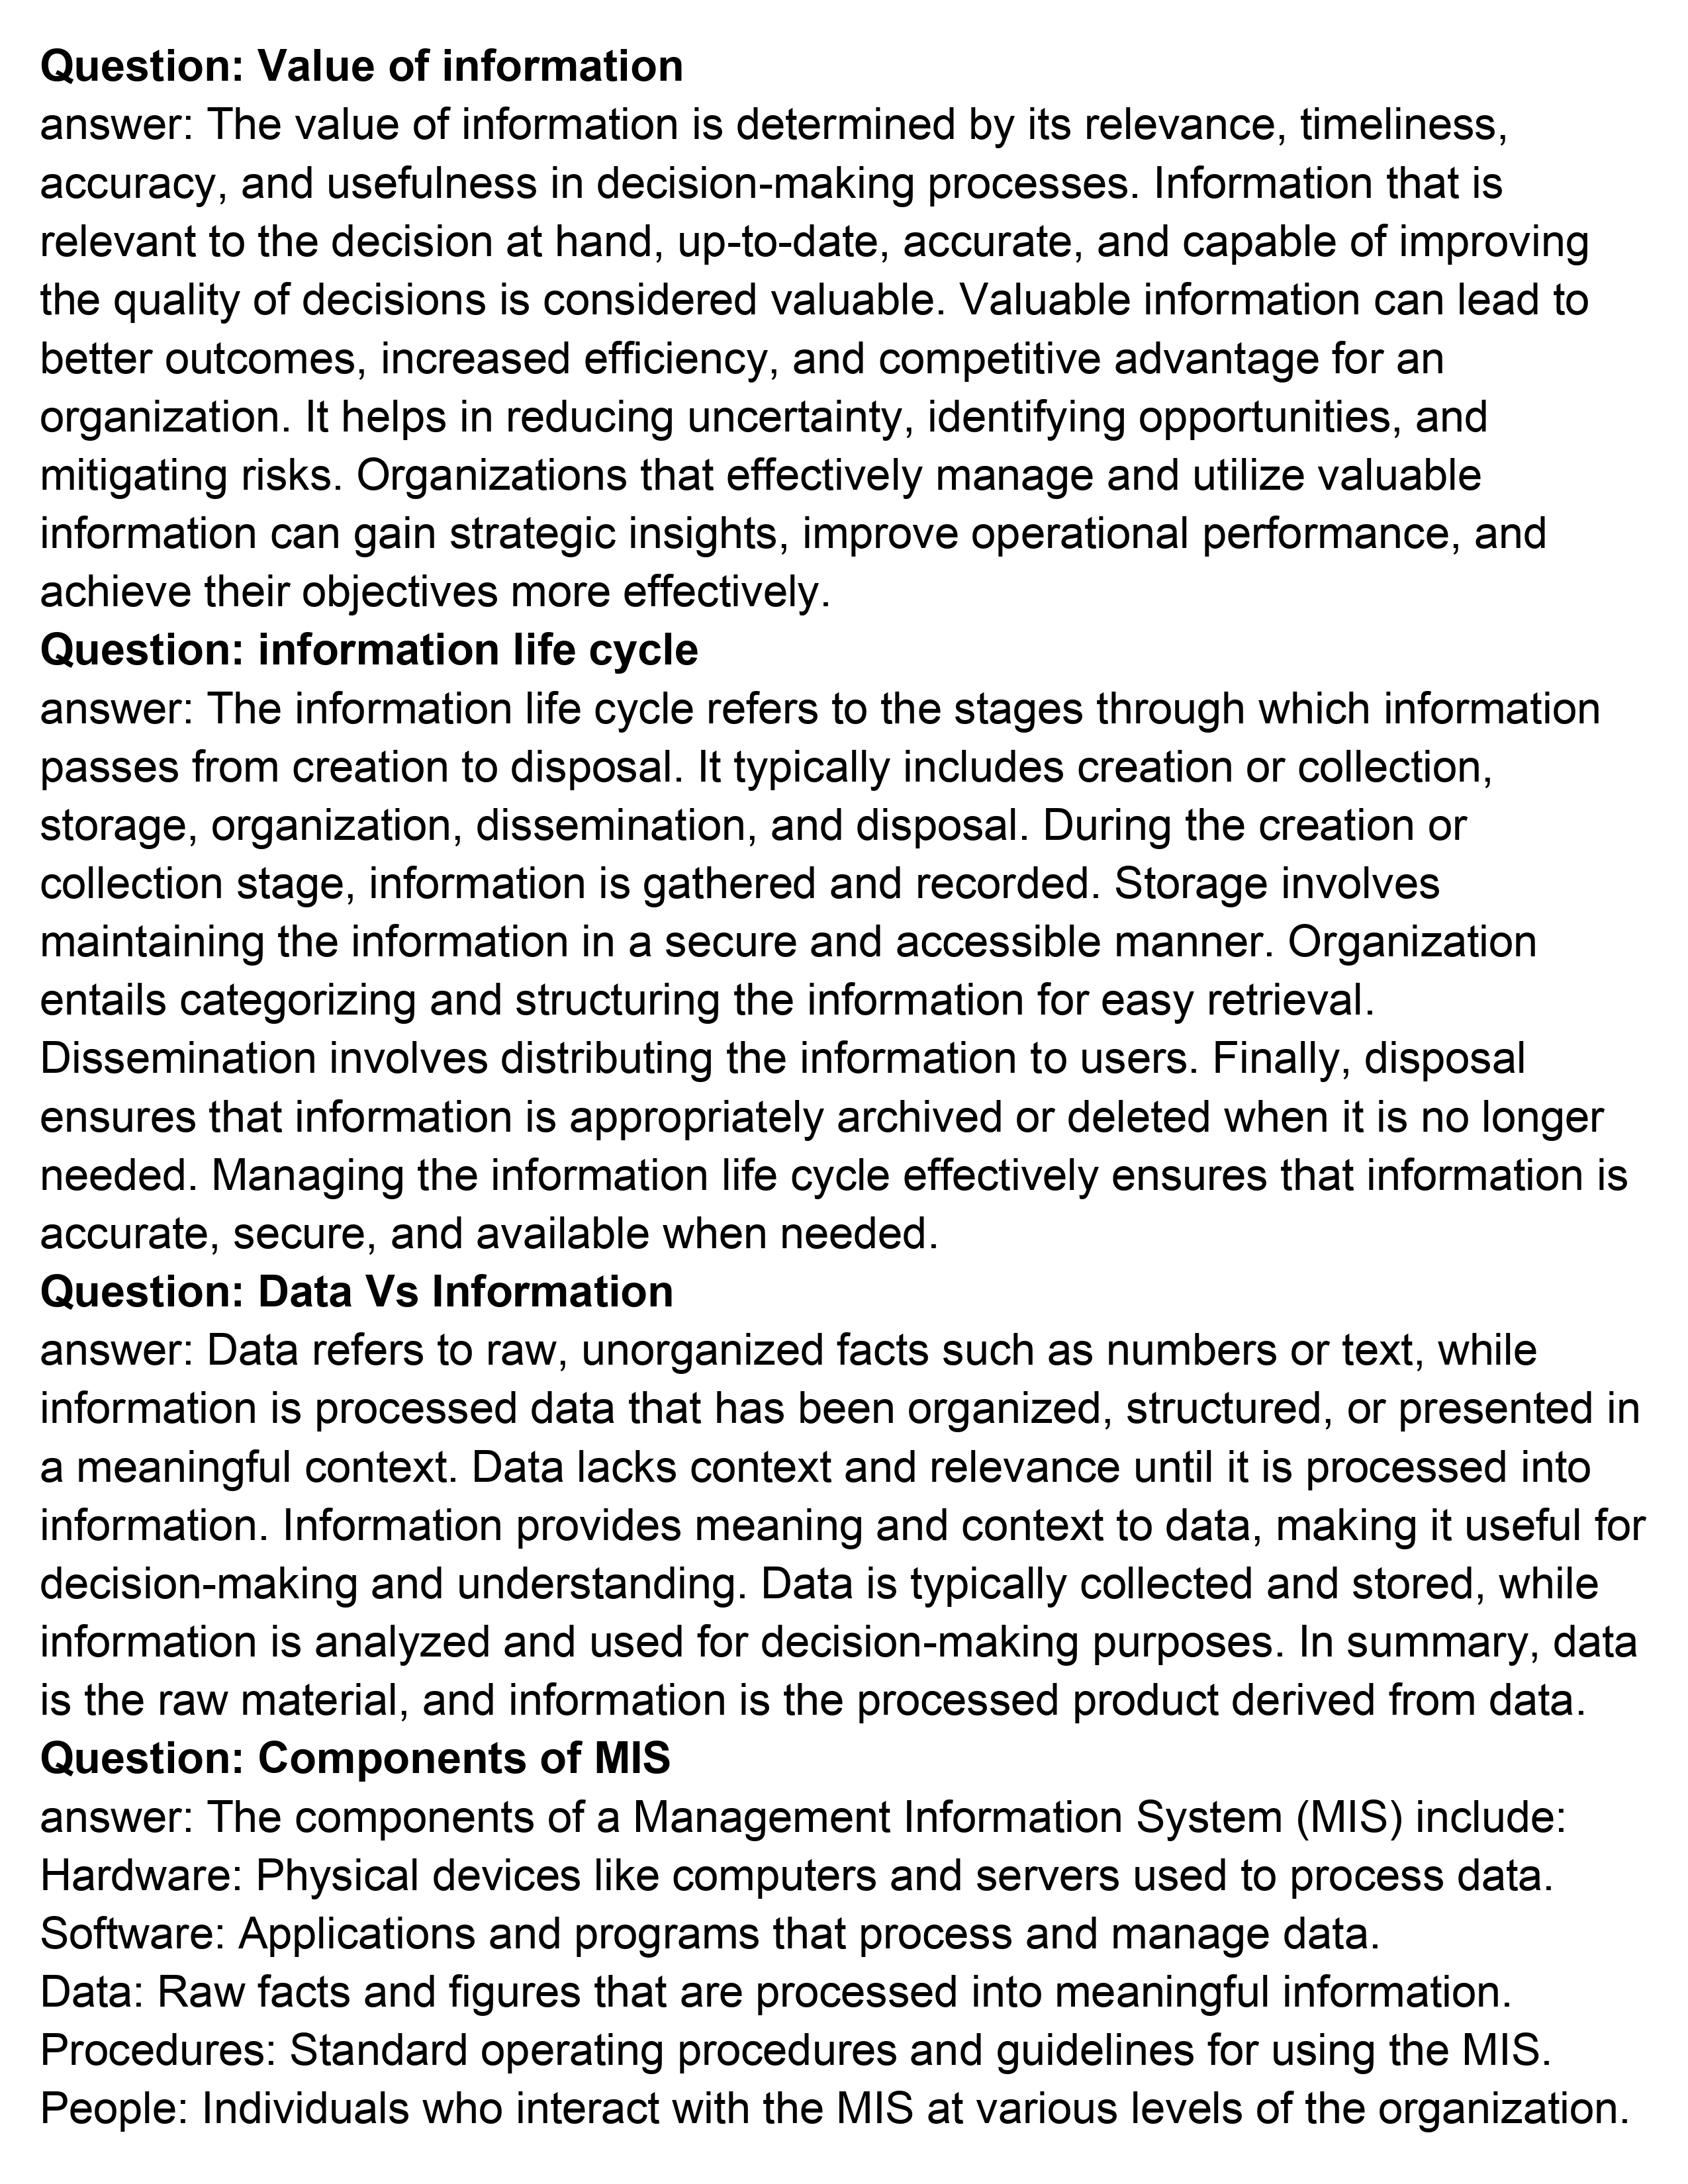 Question: Value of information
answer: The value of information is determined by its relevance, timeliness,
accuracy, and usefulness in decision-making processes. Information that is
relevant to the decision at hand, up-to-date, accurate, and capable of improving
the quality of decisions is considered valuable. Valuable information can lead to
better outcomes, increased efficiency, and competitive advantage for an
organization. It helps in reducing uncertainty, identifying opportunities, and
mitigating risks. Organizations that effectively manage and utilize valuable
information can gain strategic insights, improve operational performance, and
achieve their objectives more effectively.
Question: information life cycle
answer: The information life cycle refers to the stages through which information
passes from creation to disposal. It typically includes creation or collection,
storage, organization, dissemination, and disposal. During the creation or
collection stage, information is gathered and recorded. Storage involves
maintaining the information in a secure and accessible manner. Organization
entails categorizing and structuring the information for easy retrieval.
Dissemination involves distributing the information to users. Finally, disposal
ensures that information is appropriately archived or deleted when it is no longer
needed. Managing the information life cycle effectively ensures that information is
accurate, secure, and available when needed.
Question: Data Vs Information
answer: Data refers to raw, unorganized facts such as numbers or text, while
information is processed data that has been organized, structured, or presented in
a meaningful context. Data lacks context and relevance until it is processed into
information. Information provides meaning and context to data, making it useful for
decision-making and understanding. Data is typically collected and stored, while
information is analyzed and used for decision-making purposes. In summary, data
is the raw material, and information is the processed product derived from data.
Question: Components of MIS
answer: The components of a Management Information System (MIS) include:
Hardware: Physical devices like computers and servers used to process data.
Software: Applications and programs that process and manage data.
Data: Raw facts and figures that are processed into meaningful information.
Procedures: Standard operating procedures and guidelines for using the MIS.
People: Individuals who interact with the MIS at various levels of the organization.